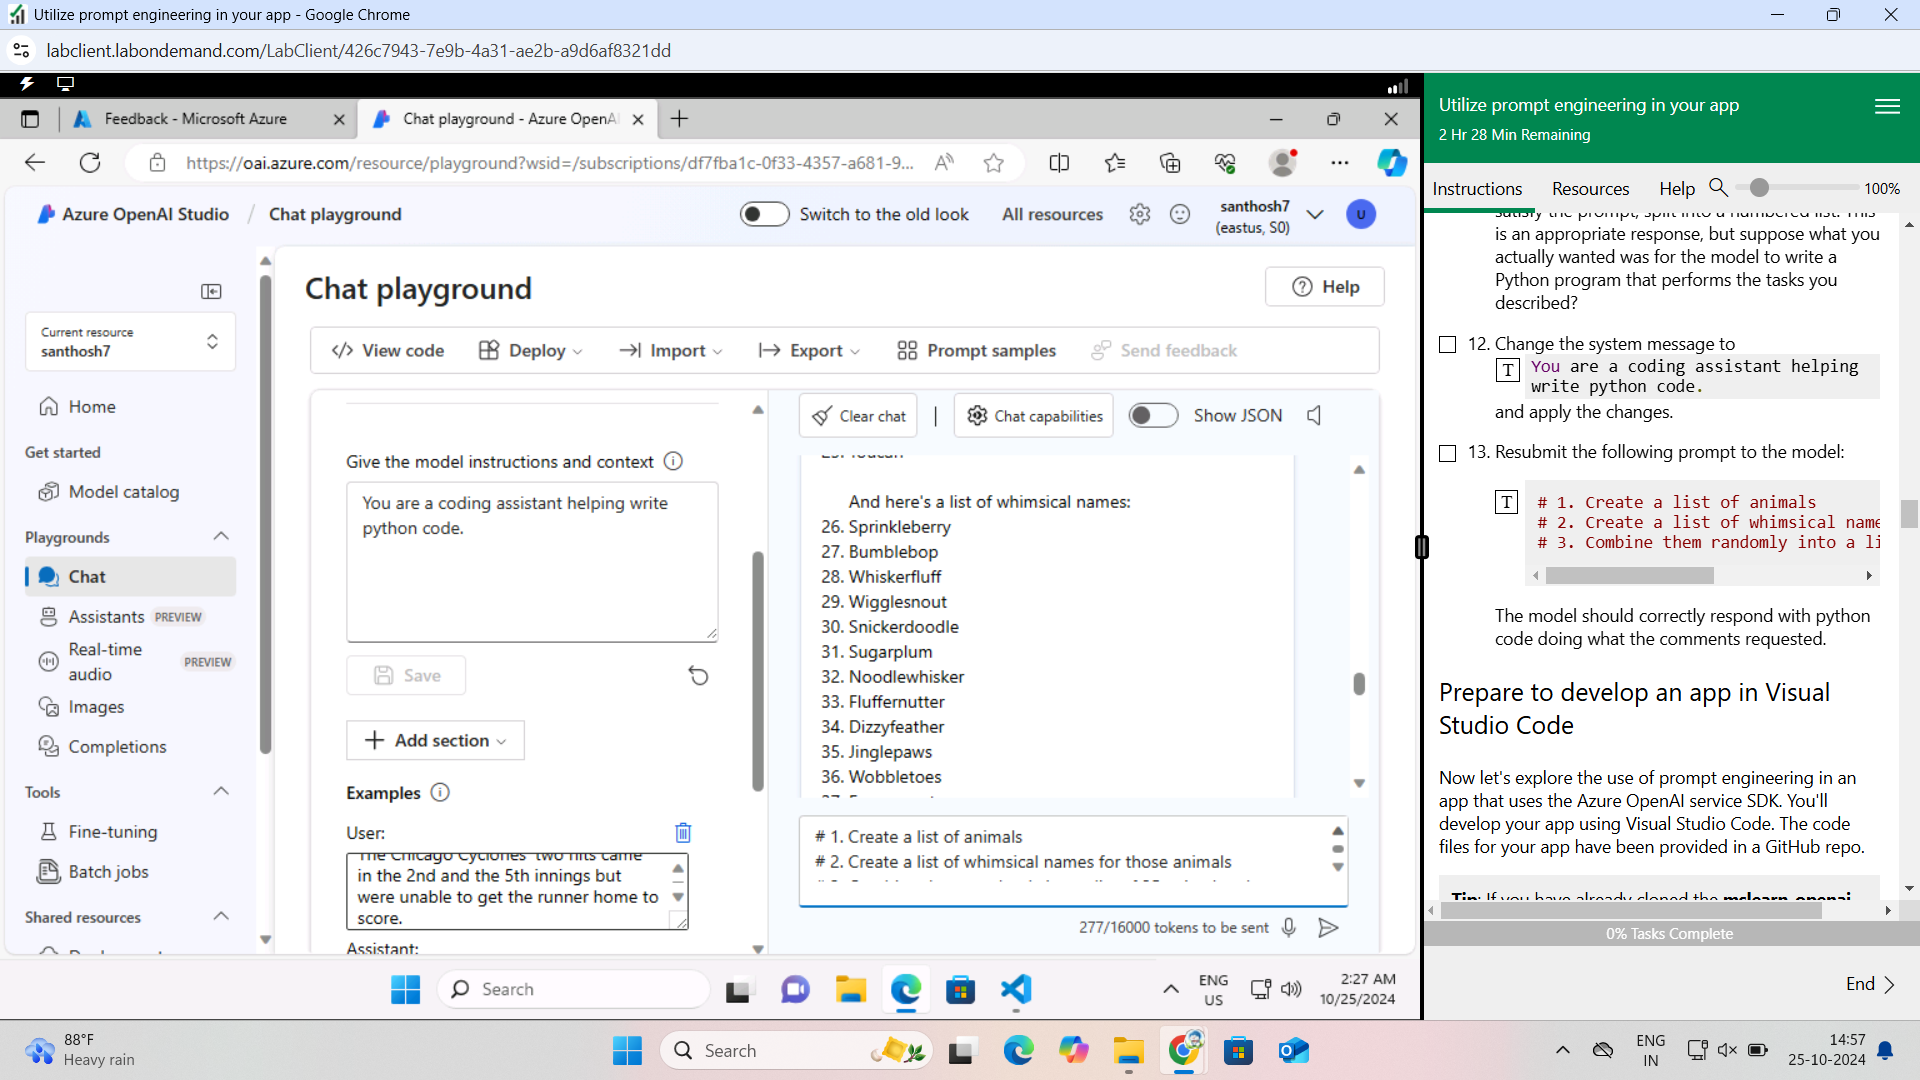 Utilize prompt engineering in your app - Google Chrome
labclient.labondemand.com/LabClient/426c7943-7e9b-4a31-ae2b-a9d6af8321dd
Feedback - Microsoft Azure
Chat playground - Azure OpenAI
https://oai.azure.com/resource/playground?wsid=/subscriptions/df7fba1c-0f33-4357-a681-9...
Azure OpenAI Studio / Chat playground
Switch to the old look
All resources
santhosh7
(eastus, S0)
U
Current resource
santhosh7
Home
Get started
Model catalog
Playgrounds
Chat
Assistants PREVIEW
Real-time
audio
PREVIEW
Images
Completions
Tools
Fine-tuning
Batch jobs
Shared resources
Chat playground
Help
View code
Deploy
Import
Export
Prompt samples
Send feedback
Give the model instructions and context
You are a coding assistant helping write
python code.
Save
Add section
Examples
User:
The Chicago Cyclones' two hits came
in the 2nd and the 5th innings but
were unable to get the runner home to
score.
Assistant:
Clear chat
Chat capabilities
Show JSON
And here's a list of whimsical names:
26. Sprinkleberry
27. Bumblebop
28. Whiskerfluff
29. Wigglesnout
30. Snickerdoodle
31. Sugarplum
32. Noodlewhisker
33. Fluffernutter
34. Dizzyfeather
35. Jinglepaws
36. Wobbletoes
# 1. Create a list of animals
# 2. Create a list of whimsical names for those animals
277/16000 tokens to be sent
Search
ENG
US
2:27 AM
10/25/2024
Utilize prompt engineering in your app
2 Hr 28 Min Remaining
Instructions
Resources
Help
100%
satisfy the prompt, split into a numbered list. This
is an appropriate response, but suppose what you
actually wanted was for the model to write a
Python program that performs the tasks you
described?
12. Change the system message to
T
You are a coding assistant helping
write python code.
and apply the changes.
13. Resubmit the following prompt to the model:
T
# 1. Create a list of animals
# 2. Create a list of whimsical name
# 3. Combine them randomly into a li
The model should correctly respond with python
code doing what the comments requested.
Prepare to develop an app in Visual
Studio Code
Now let's explore the use of prompt engineering in an
app that uses the Azure OpenAI service SDK. You'll
develop your app using Visual Studio Code. The code
files for your app have been provided in a GitHub repo.
Tip: If you have already cloned the mslearn-openai
0% Tasks Complete
End
88°F
Heavy rain
Search
ENG
IN
14:57
25-10-2024